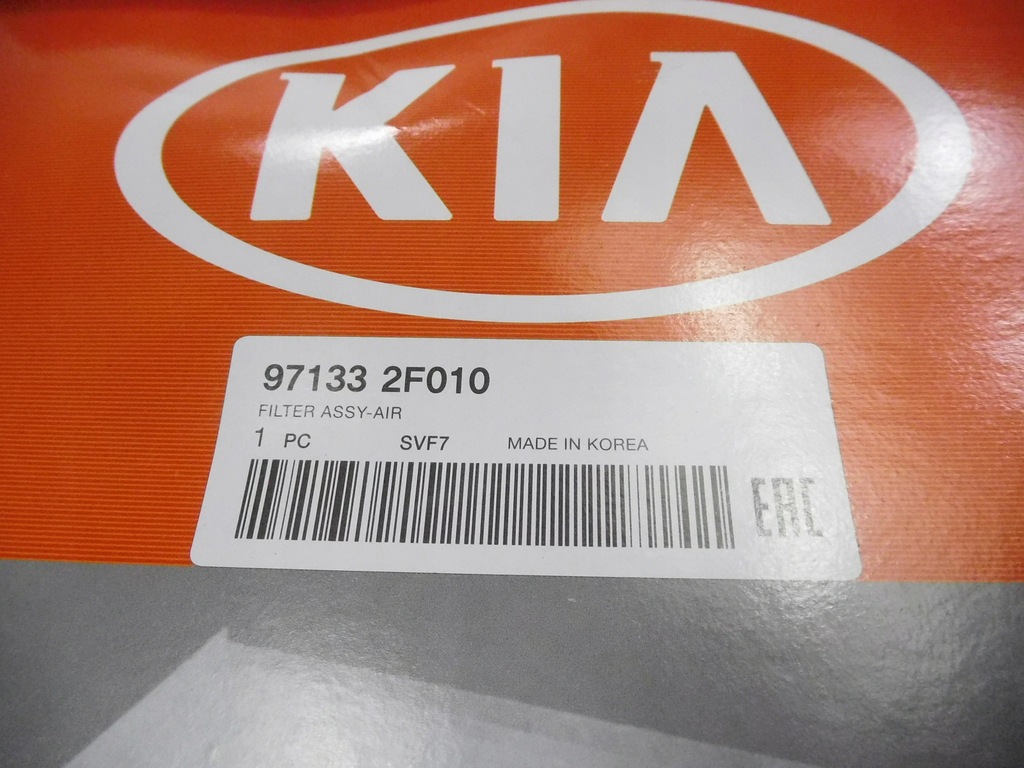 KIA
97133 2F010
FILTER ASSY-AIR
1 PC SVF7 MADE IN KOREA
EAC